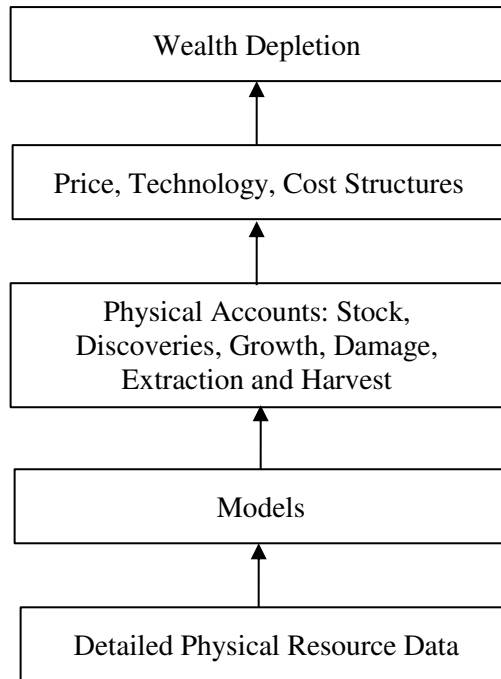 Wealth Depletion
Price, Technology, Cost Structures
Physical Accounts: Stock,
Discoveries, Growth, Damage,
Extraction and Harvest
Models
Detailed Physical Resource Data